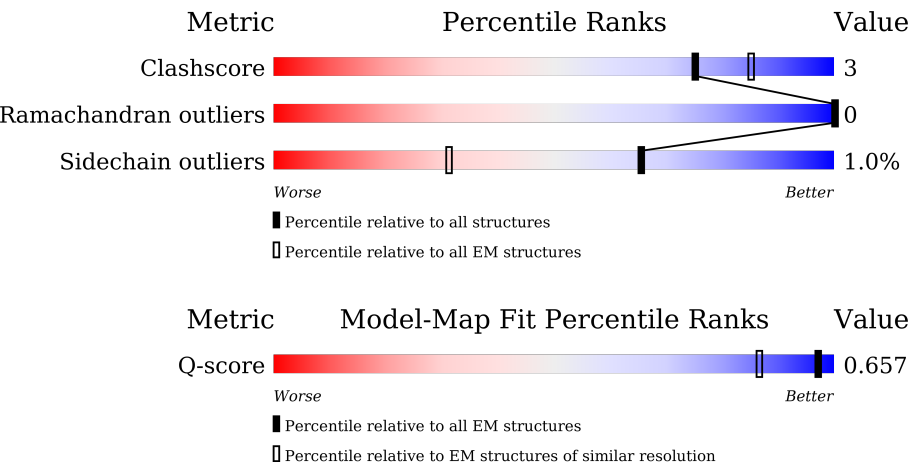 Metric Percentile Ranks Value
Clashscore 3
Ramachandran outliers 0
Sidechain outliers 1.0%
Worse Better
Percentile relative to all structures
Percentile relative to all EM structures
Metric Model-Map Fit Percentile Ranks Value
Q-score 0.657
Worse Better
Percentile relative to all EM structures
Percentile relative to EM structures of similar resolution